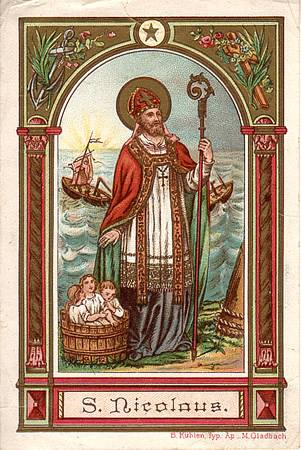 S. Nicolaus.
B. Kühlen, Typ. Ap., M. Gladbach